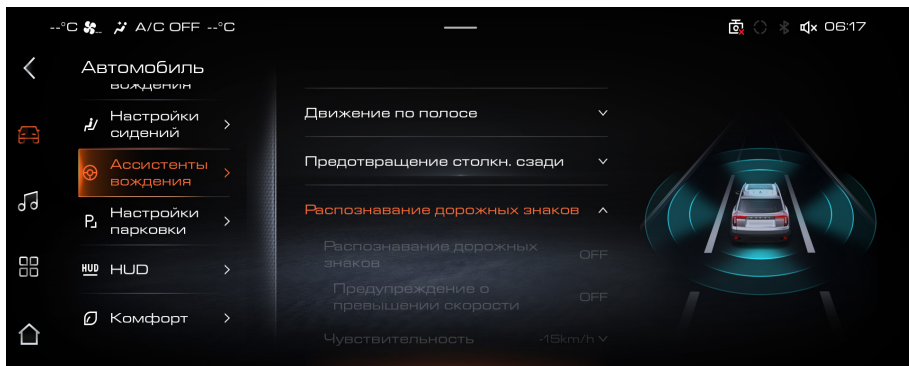 --°C A/C OFF --°C
06:17
Автомобиль
вождения
Настройки
сидений
Ассистенты
вождения
Настройки
парковки
HUD HUD
Комфорт
Движение по полосе
Предотвращение столкн. сзади
Распознавание дорожных знаков
Распознавание дорожных
знаков
OFF
Предупреждение о
превышении скорости
OFF
Чувствительность -15km/h